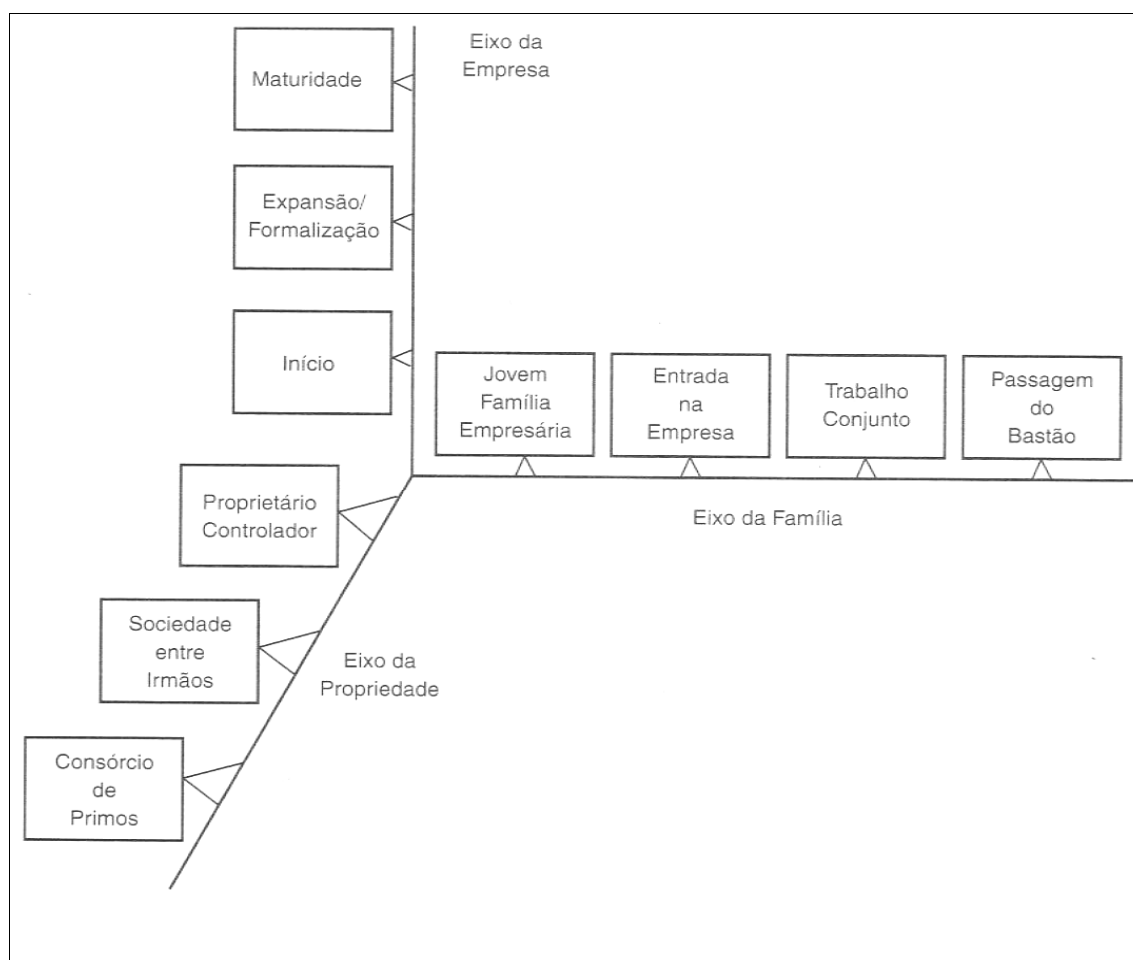 Eixo da
Empresa
Maturidade
Expansão/
Formalização
Início
Jovem
Família
Empresária
Entrada
na
Empresa
Trabalho
Conjunto
Passagem
do
Bastão
Eixo da Família
Proprietário
Controlador
Sociedade
entre
Irmãos
Eixo da
Propriedade
Consórcio
de
Primos